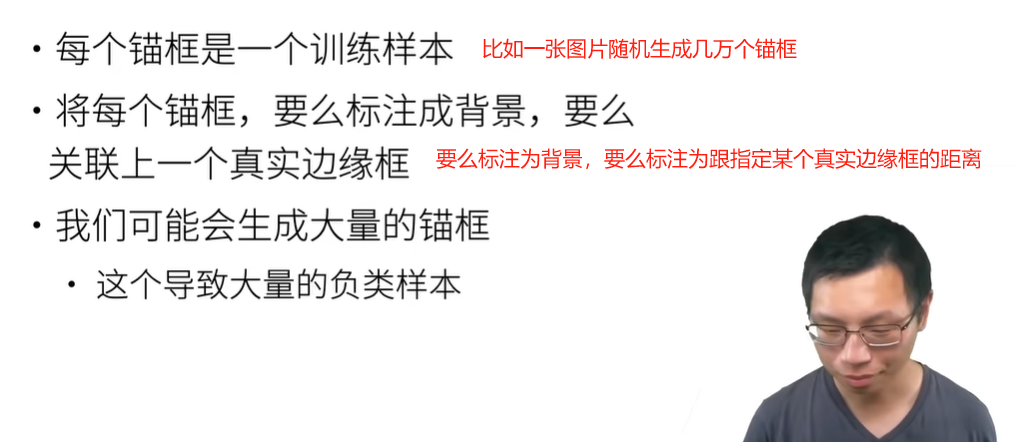 • 每个锚框是一个训练样本 比如一张图片随机生成几万个锚框
• 将每个锚框，要么标注成背景，要么
关联上一个真实边缘框 要么标注为背景，要么标注为跟指定某个真实边缘框的距离
• 我们可能会生成大量的锚框
• 这个导致大量的负类样本